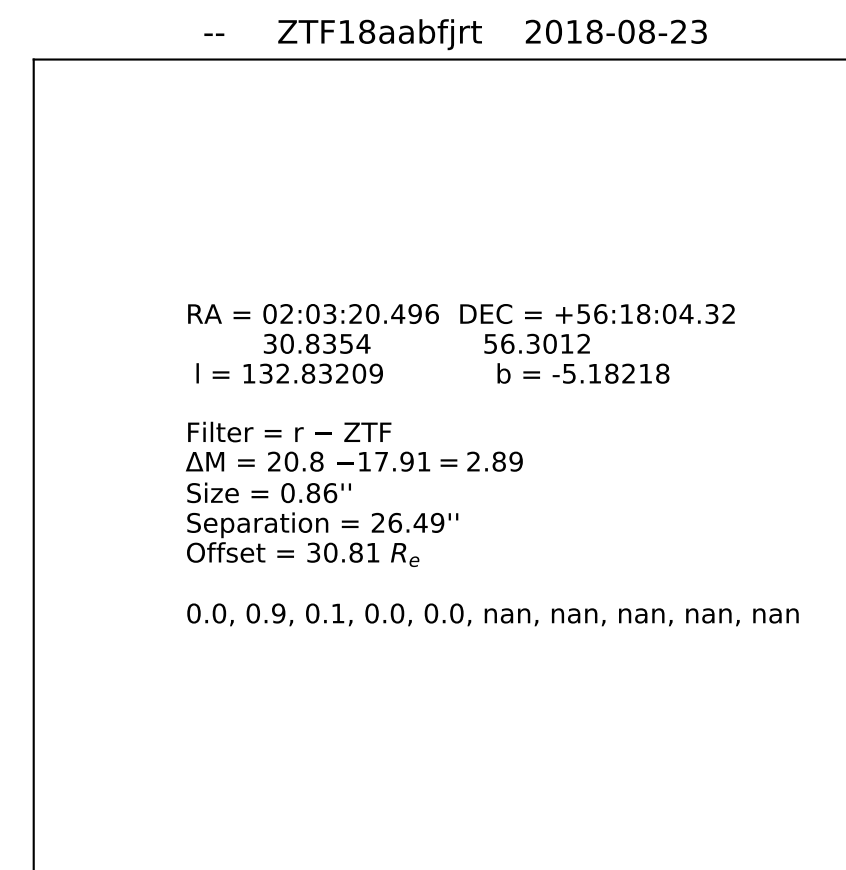 -- ZTF18aabfjrt 2018-08-23
RA = 02:03:20.496 DEC = +56:18:04.32
30.8354 56.3012
l = 132.83209 b = -5.18218
Filter = r − ZTF
ΔM = 20.8 −17.91 = 2.89
Size = 0.86''
Separation = 26.49''
Offset = 30.81 Re
0.0, 0.9, 0.1, 0.0, 0.0, nan, nan, nan, nan, nan